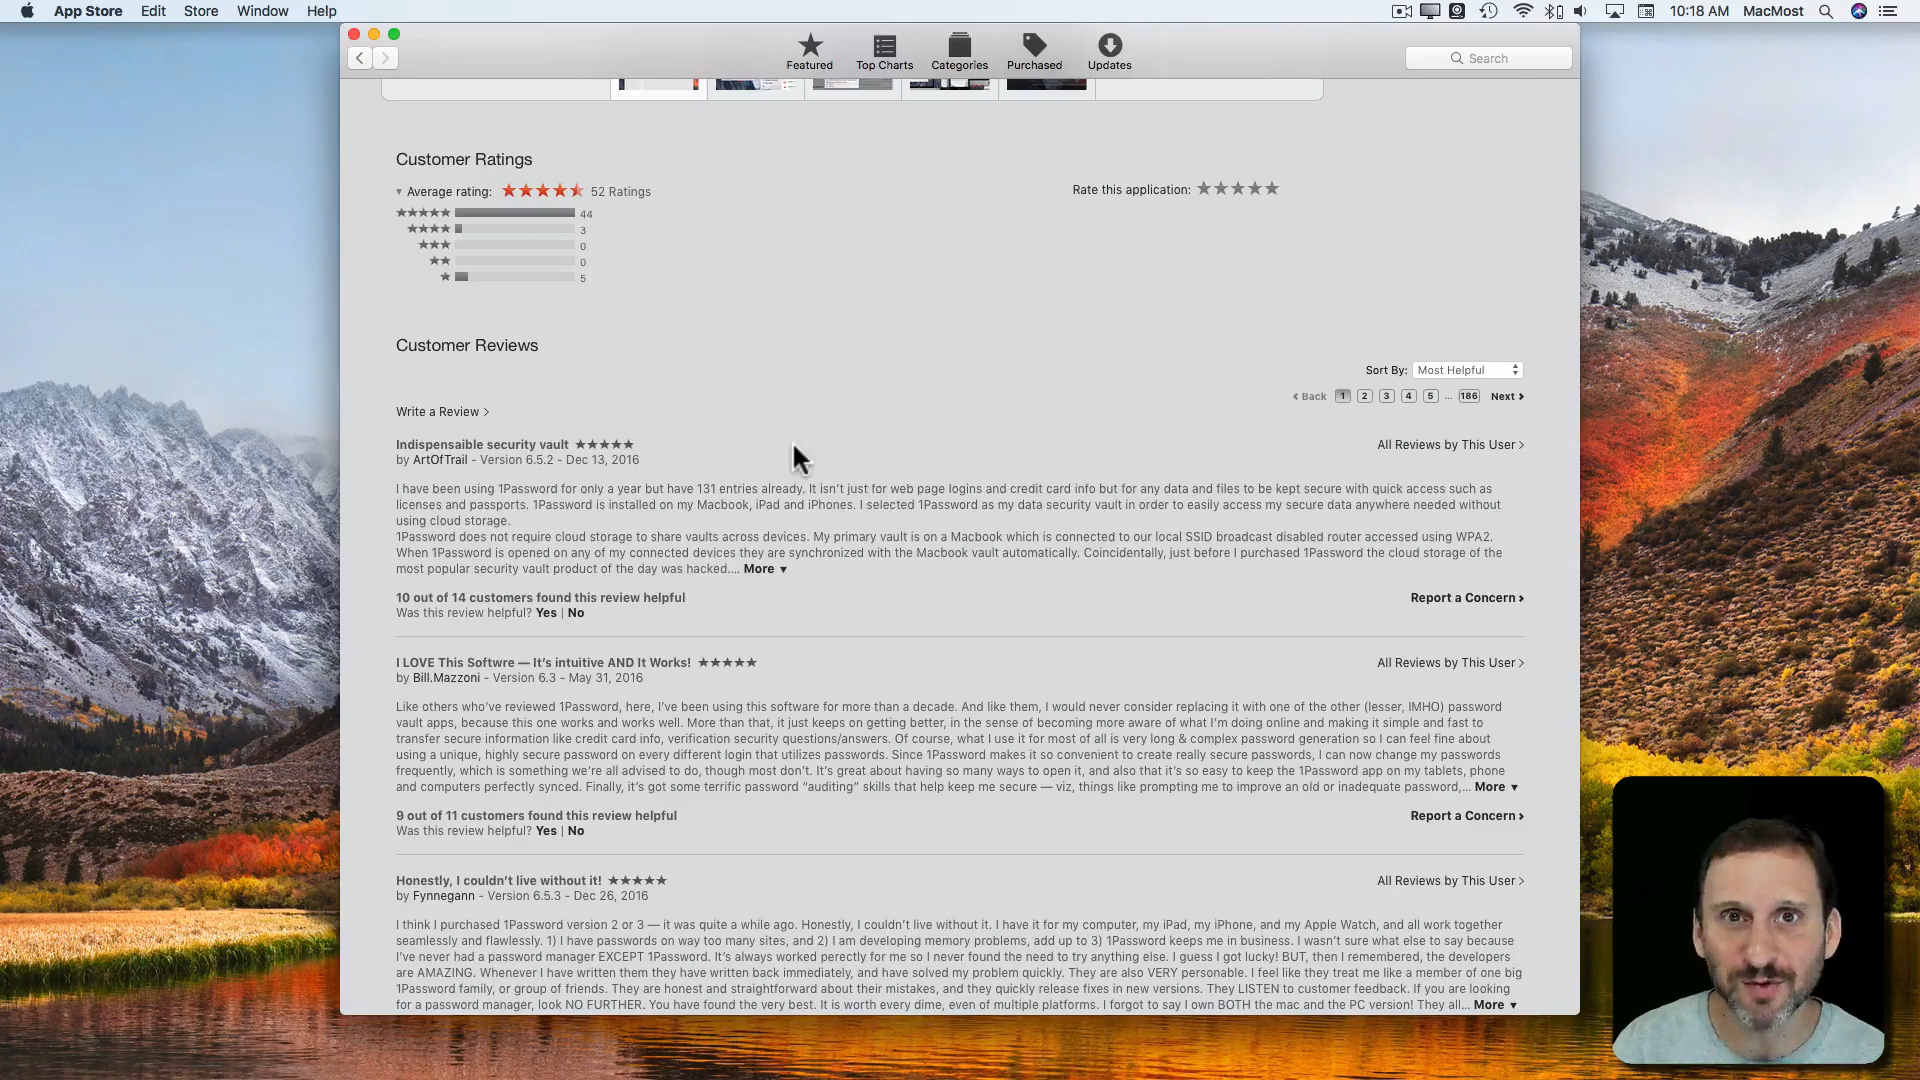 App Store Edit Store Window Help 10:18 AM MacMost
Featured Top Charts Categories Purchased Updates Search
Customer Ratings
Average rating: 52 Ratings Rate this application:
44
3
0
0
5
Customer Reviews
Sort By: Most Helpful
Back 1 2 3 4 5 ... 186 Next
Write a Review
Indispensaible security vault ★★★★★ All Reviews by This User
by ArtOfTrail - Version 6.5.2 - Dec 13, 2016
I have been using 1Password for only a year but have 131 entries already. It isn't just for web page logins and credit card info but for any data and files to be kept secure with quick access such as
licenses and passports. 1Password is installed on my Macbook, iPad and iPhones. I selected 1Password as my data security vault in order to easily access my secure data anywhere needed without
using cloud storage.
1Password does not require cloud storage to share vaults across devices. My primary vault is on a Macbook which is connected to our local SSID broadcast disabled router accessed using WPA2.
When 1Password is opened on any of my connected devices they are synchronized with the Macbook vault automatically. Coincidentally, just before I purchased 1Password the cloud storage of the
most popular security vault product of the day was hacked.... More
10 out of 14 customers found this review helpful Report a Concern
Was this review helpful? Yes | No
I LOVE This Softwre — It's intuitive AND It Works! ★★★★★ All Reviews by This User
by Bill.Mazzoni - Version 6.3 - May 31, 2016
Like others who've reviewed 1Password, here, I've been using this software for more than a decade. And like them, I would never consider replacing it with one of the other (lesser, IMHO) password
vault apps, because this one works and works well. More than that, it just keeps on getting better, in the sense of becoming more aware of what I'm doing online and making it simple and fast to
transfer secure information like credit card info, verification security questions/answers. Of course, what I use it for most of all is very long & complex password generation so I can feel fine about
using a unique, highly secure password on every different login that utilizes passwords. Since 1Password makes it so convenient to create really secure passwords, I can now change my passwords
frequently, which is something we're all advised to do, though most don't. It's great about having so many ways to open it, and also that it's so easy to keep the 1Password app on my tablets, phone
and computers perfectly synced. Finally, it's got some terrific password “auditing” skills that help keep me secure — viz, things like prompting me to improve an old or inadequate password,... More
9 out of 11 customers found this review helpful Report a Concern
Was this review helpful? Yes | No
Honestly, I couldn't live without it! ★★★★★ All Reviews by This User
by Fynnegann - Version 6.5.3 - Dec 26, 2016
I think I purchased 1Password version 2 or 3 — it was quite a while ago. Honestly, I couldn't live without it. I have it for my computer, my iPad, my iPhone, and my Apple Watch, and all work together
seamlessly and flawlessly. 1) I have passwords on way too many sites, and 2) I am developing memory problems, add up to 3) 1Password keeps me in business. I wasn't sure what else to say because
I've never had a password manager EXCEPT 1Password. It's always worked perectly for me so I never found the need to try anything else. I guess I got lucky! BUT, then I remembered, the developers
are AMAZING. Whenever I have written them they have written back immediately, and have solved my problem quickly. They are also VERY personable. I feel like they treat me like a member of one big
1Password family, or group of friends. They are honest and straightforward about their mistakes, and they quickly release fixes in new versions. They LISTEN to customer feedback. If you are looking
for a password manager, look NO FURTHER. You have found the very best. It is worth every dime, even of multiple platforms. I forgot to say I own BOTH the mac and the PC version! They all... More